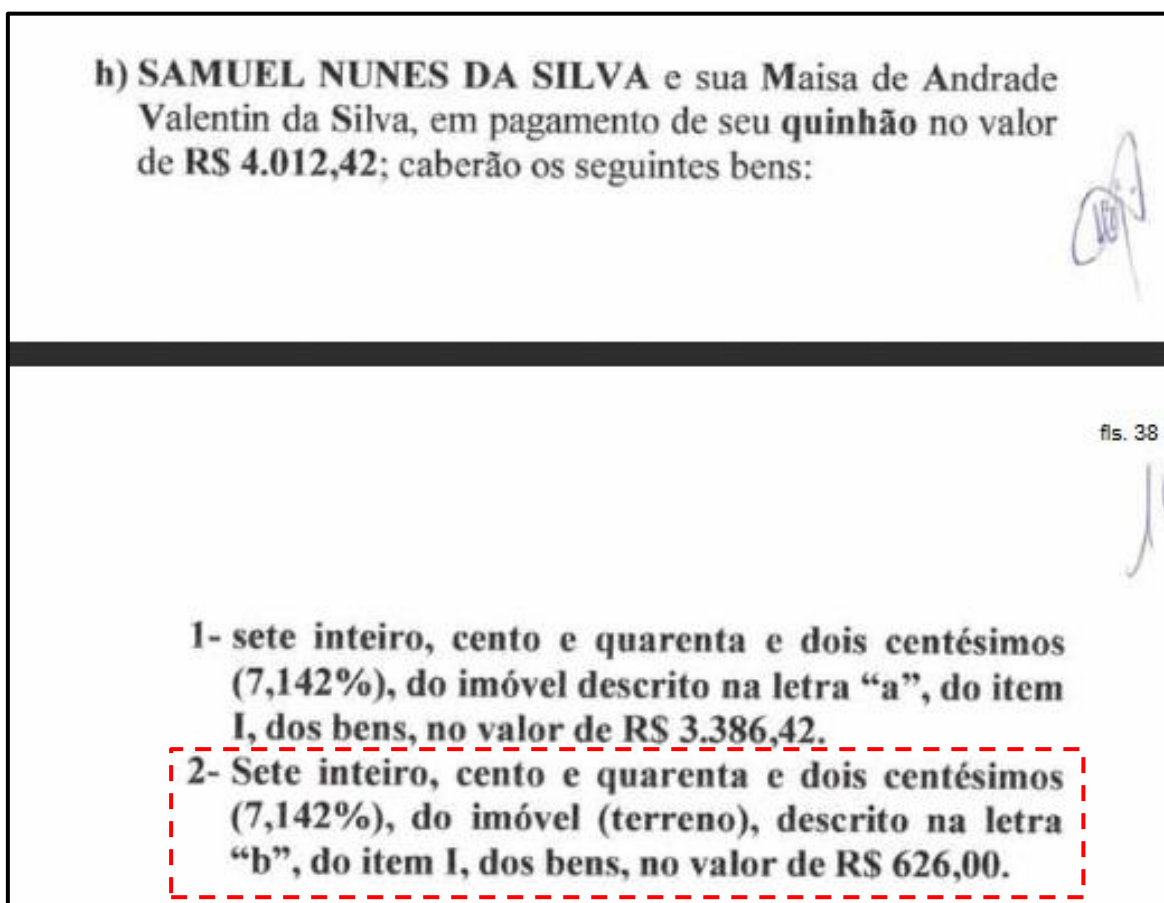 h) SAMUEL NUNES DA SILVA e sua Maisa de Andrade
Valentin da Silva, em pagamento de seu quinhão no valor
de R$ 4.012,42; caberão os seguintes bens:
fls. 38
1- sete inteiro, cento e quarenta e dois centésimos
(7,142%), do imóvel descrito na letra “a”, do item
I, dos bens, no valor de R$ 3.386,42.
2- Sete inteiro, cento e quarenta e dois centésimos
(7,142%), do imóvel (terreno), descrito na letra
“b”, do item I, dos bens, no valor de R$ 626,00.